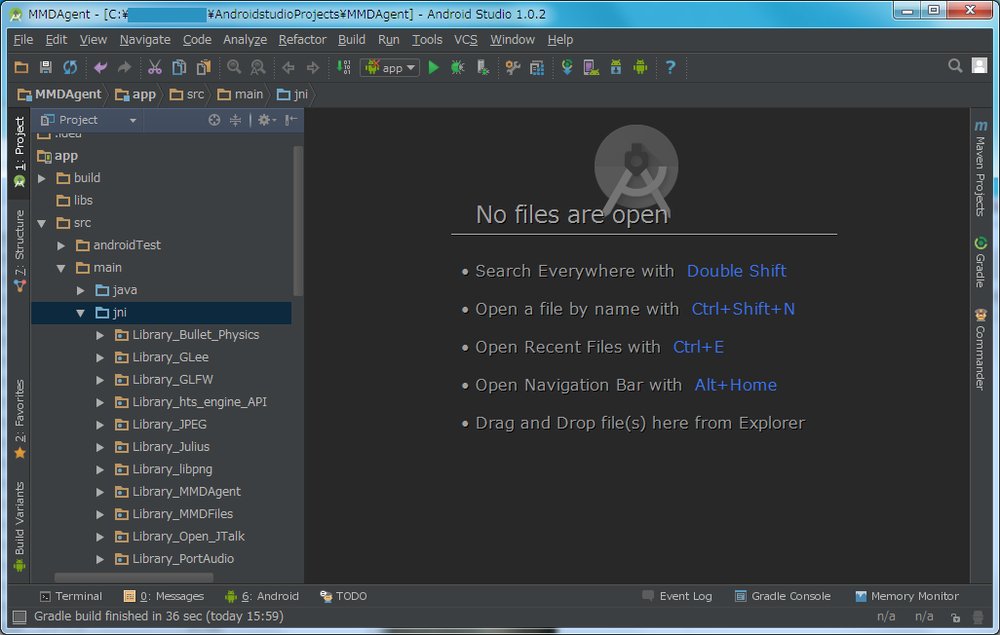 MMDAgent - [C:¥ ¥AndroidstudioProjects¥MMDAgent] - Android Studio 1.0.2
File Edit View Navigate Code Analyze Refactor Build Run Tools VCS Window Help
app
MMDAgent app src main jni
1: Project
7: Structure
2: Favorites
Build Variants
Project
.idea
app
build
libs
src
androidTest
main
java
jni
Library_Bullet_Physics
Library_GLee
Library_GLFW
Library_hts_engine_API
Library_JPEG
Library_Julius
Library_libpng
Library_MMDAgent
Library_MMDFiles
Library_Open_JTalk
Library_PortAudio
No files are open
• Search Everywhere with Double Shift
• Open a file by name with Ctrl+Shift+N
• Open Recent Files with Ctrl+E
• Open Navigation Bar with Alt+Home
• Drag and Drop file(s) here from Explorer
m Maven Projects
Gradle
Commander
Terminal 0: Messages 6: Android TODO Event Log Gradle Console Memory Monitor
Gradle build finished in 36 sec (today 15:59) n/a n/a